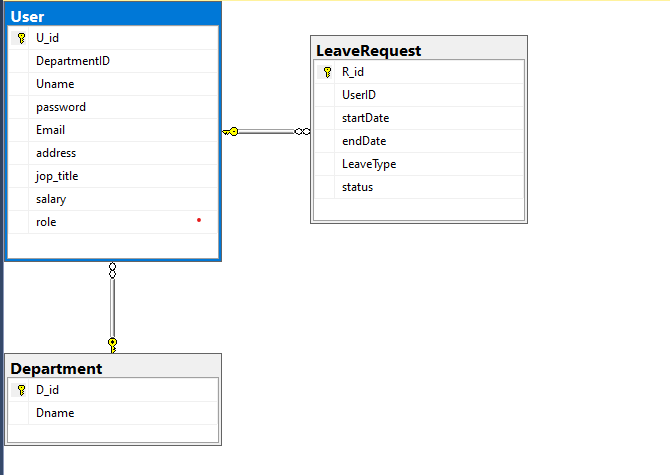 User
U_id
DepartmentID
Uname
password
Email
address
jop_title
salary
role
LeaveRequest
R_id
UserID
startDate
endDate
LeaveType
status
Department
D_id
Dname